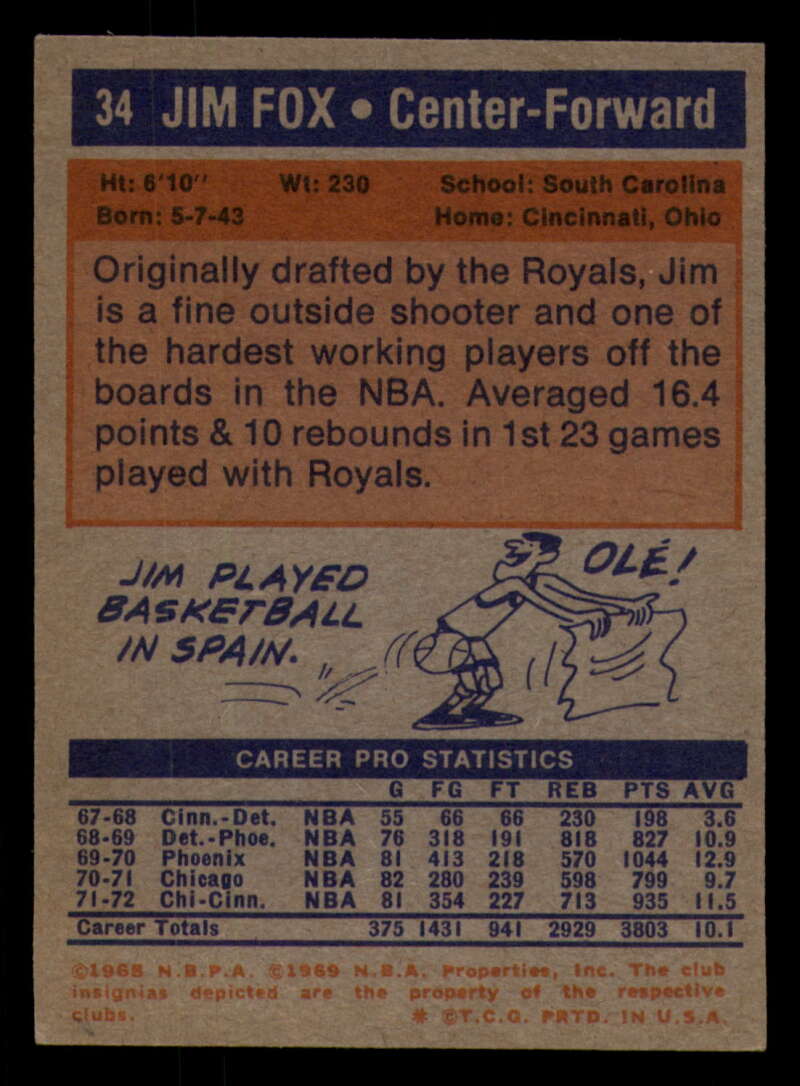 34 JIM FOX • Center-Forward
Ht: 6'10" Wt: 230 School: South Carolina
Born: 5-7-43 Home: Cincinnati, Ohio
Originally drafted by the Royals, Jim
is a fine outside shooter and one of
the hardest working players off the
boards in the NBA. Averaged 16.4
points & 10 rebounds in 1st 23 games
played with Royals.
JIM PLAYED
BASKETBALL
IN SPAIN.
OLÉ!
CAREER PRO STATISTICS
G FG FT REB PTS AVG
67-68 Cinn.-Det. NBA 55 66 66 230 198 3.6
68-69 Det.-Phoe. NBA 76 318 191 818 827 10.9
69-70 Phoenix NBA 81 413 218 570 1044 12.9
70-71 Chicago NBA 82 280 239 598 799 9.7
71-72 Chi-Cinn. NBA 81 354 227 713 935 11.5
Career Totals 375 1431 941 2929 3803 10.1
©1968 N.B.P.A. ©1969 N.B.A. Properties, Inc. The club
insignias depicted are the property of the respective
clubs. * ©T.C.G. PRTD. IN U.S.A.